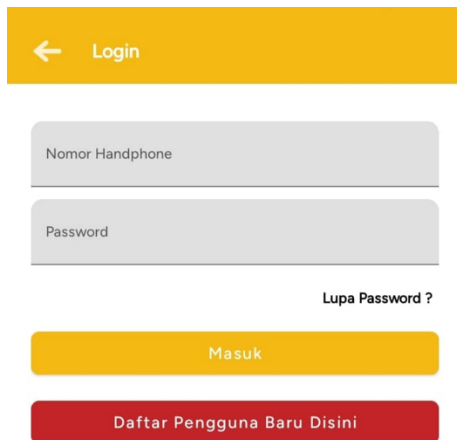 Login
Nomor Handphone
Password
Lupa Password ?
Masuk
Daftar Pengguna Baru Disini